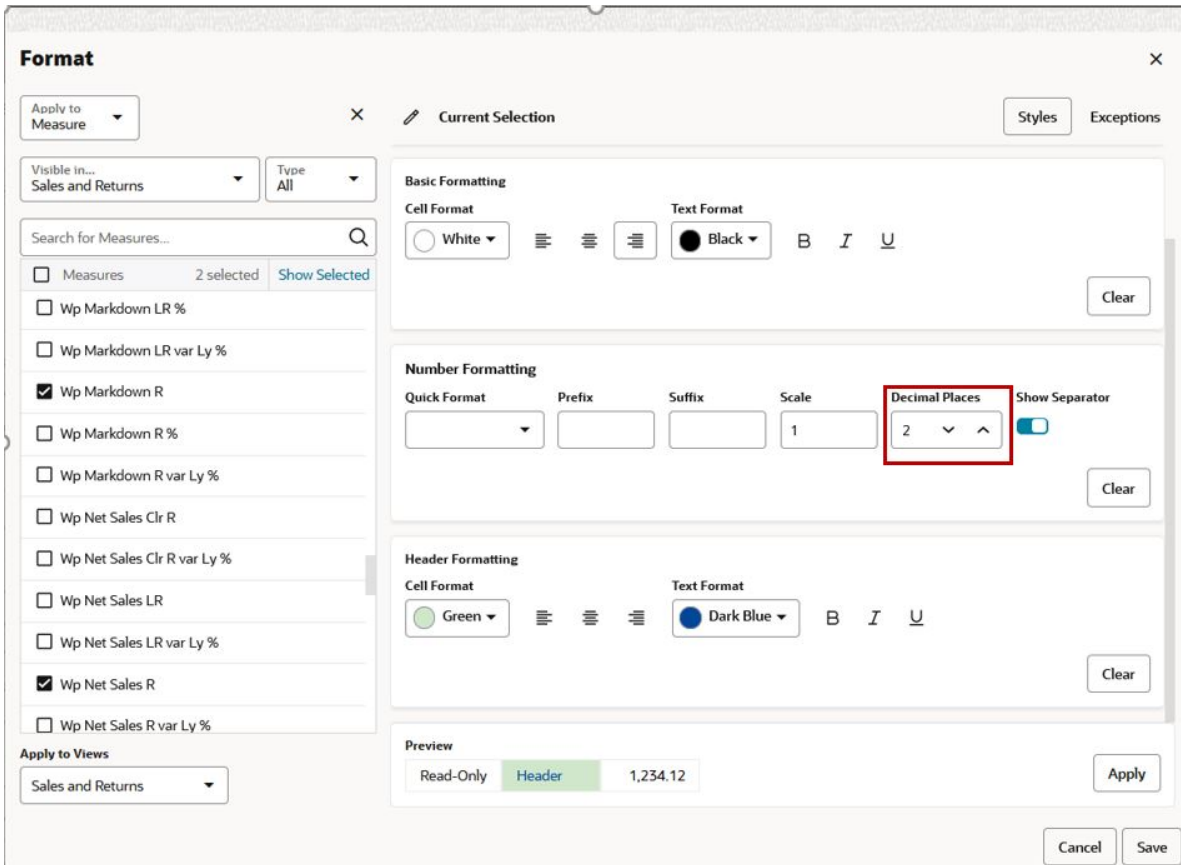 Format
Apply to
Measure
Visible in...
Sales and Returns
Type
All
Search for Measures...
Measures 2 selected Show Selected
Wp Markdown LR %
Wp Markdown LR var Ly %
Wp Markdown R
Wp Markdown R %
Wp Markdown R var Ly %
Wp Net Sales Clr R
Wp Net Sales Clr R var Ly %
Wp Net Sales LR
Wp Net Sales LR var Ly %
Wp Net Sales R
Wp Net Sales R var Ly %
Apply to Views
Sales and Returns
Current Selection Styles Exceptions
Basic Formatting
Cell Format Text Format
White Black B I U
Clear
Number Formatting
Quick Format Prefix Suffix Scale Decimal Places Show Separator
1 2
Clear
Header Formatting
Cell Format Text Format
Green Dark Blue B I U
Clear
Preview
Read-Only Header 1,234.12 Apply
Cancel Save